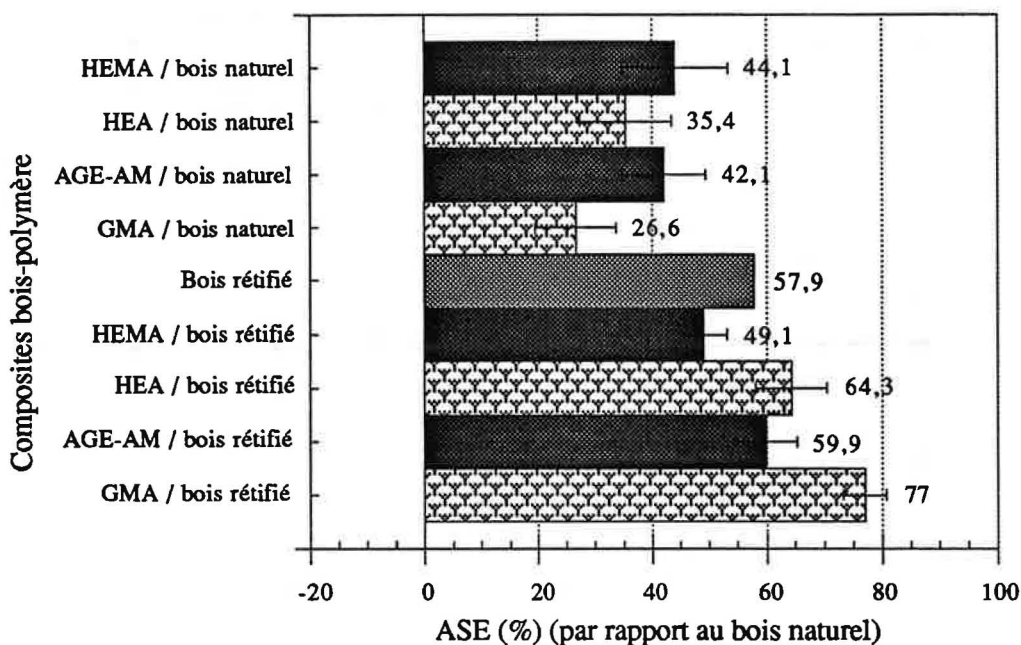 Composites bois-polymère
HEMA / bois naturel 44,1
HEA / bois naturel 35,4
AGE-AM / bois naturel 42,1
GMA / bois naturel 26,6
Bois rétifié 57,9
HEMA / bois rétifié 49,1
HEA / bois rétifié 64,3
AGE-AM / bois rétifié 59,9
GMA / bois rétifié 77
-20 0 20 40 60 80 100
ASE (%) (par rapport au bois naturel)